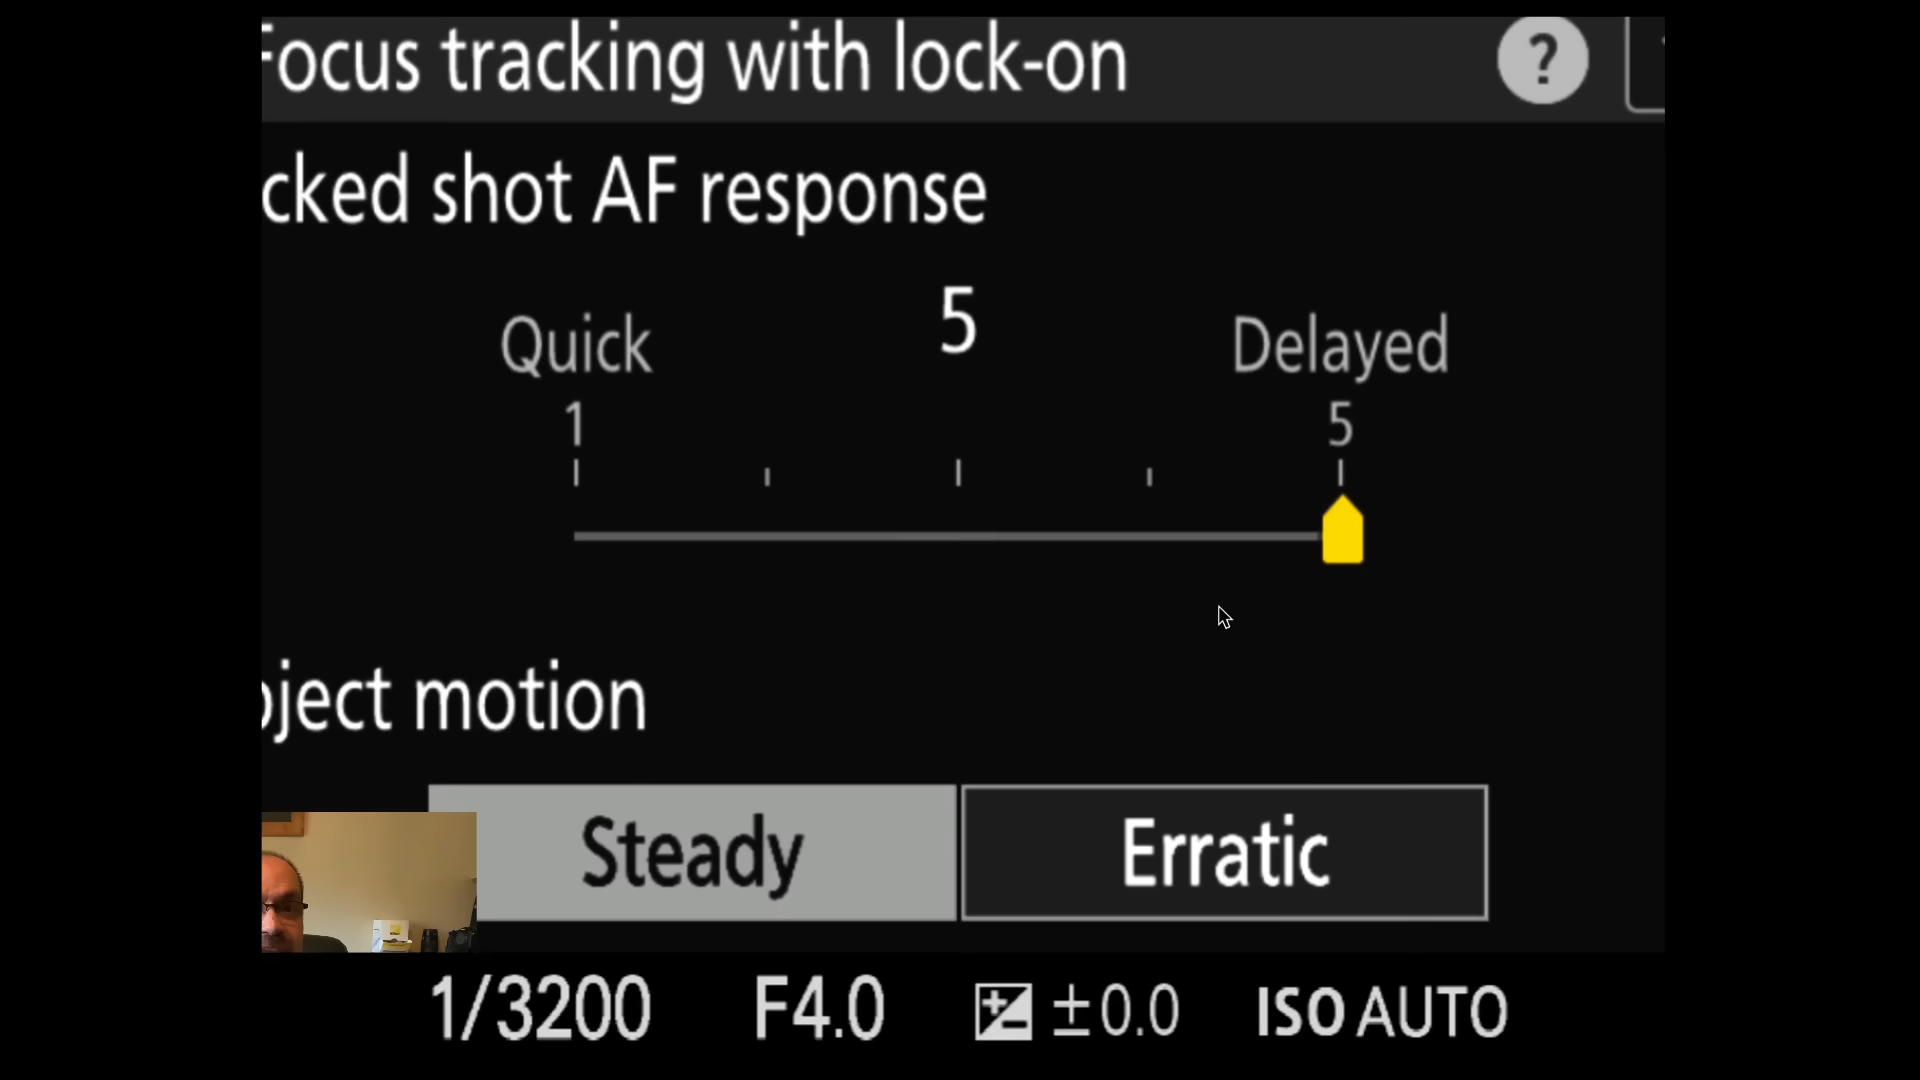 Focus tracking with lock-on ?
cked shot AF response
5
Quick Delayed
1 5
ject motion
Steady Erratic
1/3200 F4.0 ±0.0 ISO AUTO